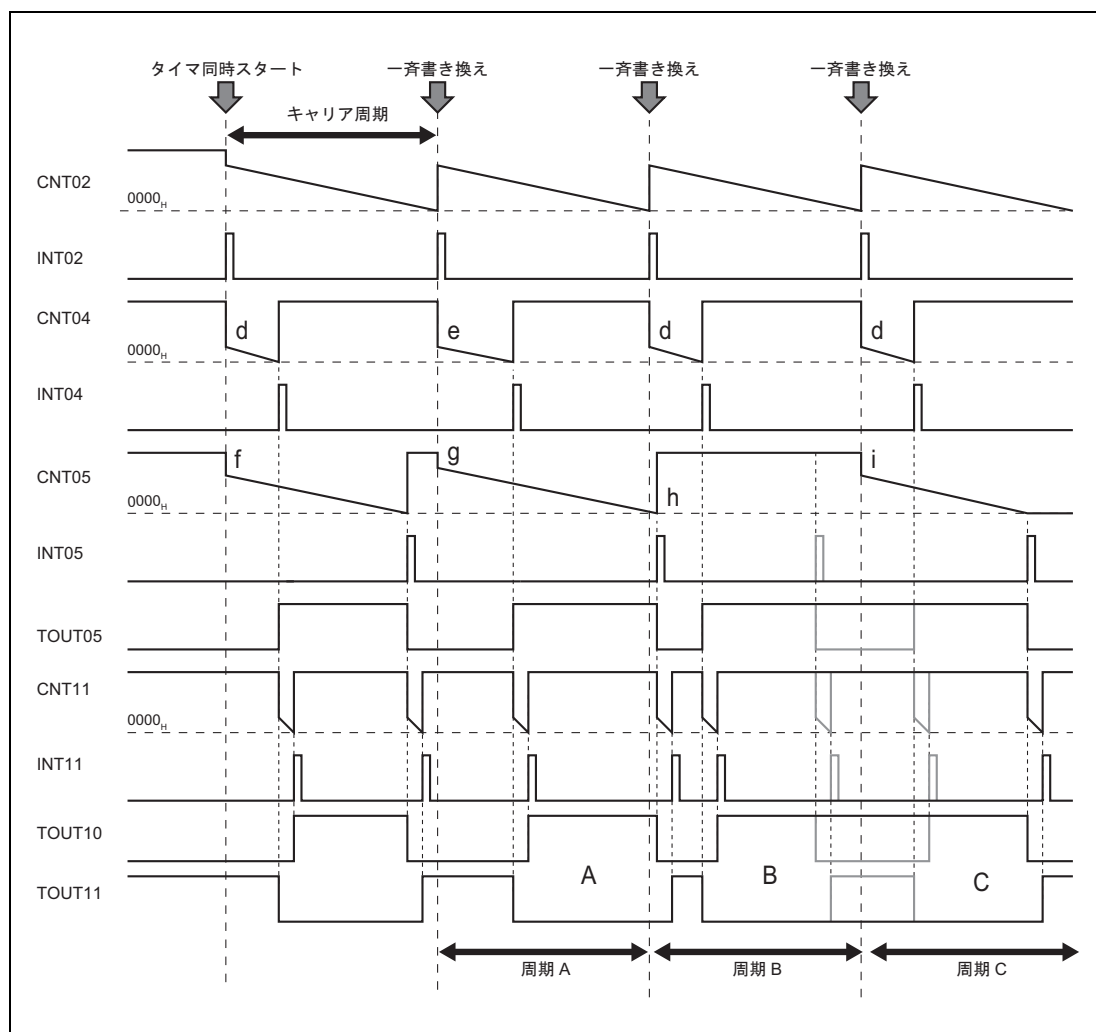 タイマ同時スタート 一斉書き換え 一斉書き換え 一斉書き換え
キャリア周期
CNT02
0000H
INT02
CNT04
d e d d
0000H
INT04
CNT05
f g h i
0000H
INT05
TOUT05
CNT11
0000H
INT11
TOUT10
A B C
TOUT11
周期 A 周期 B 周期 C